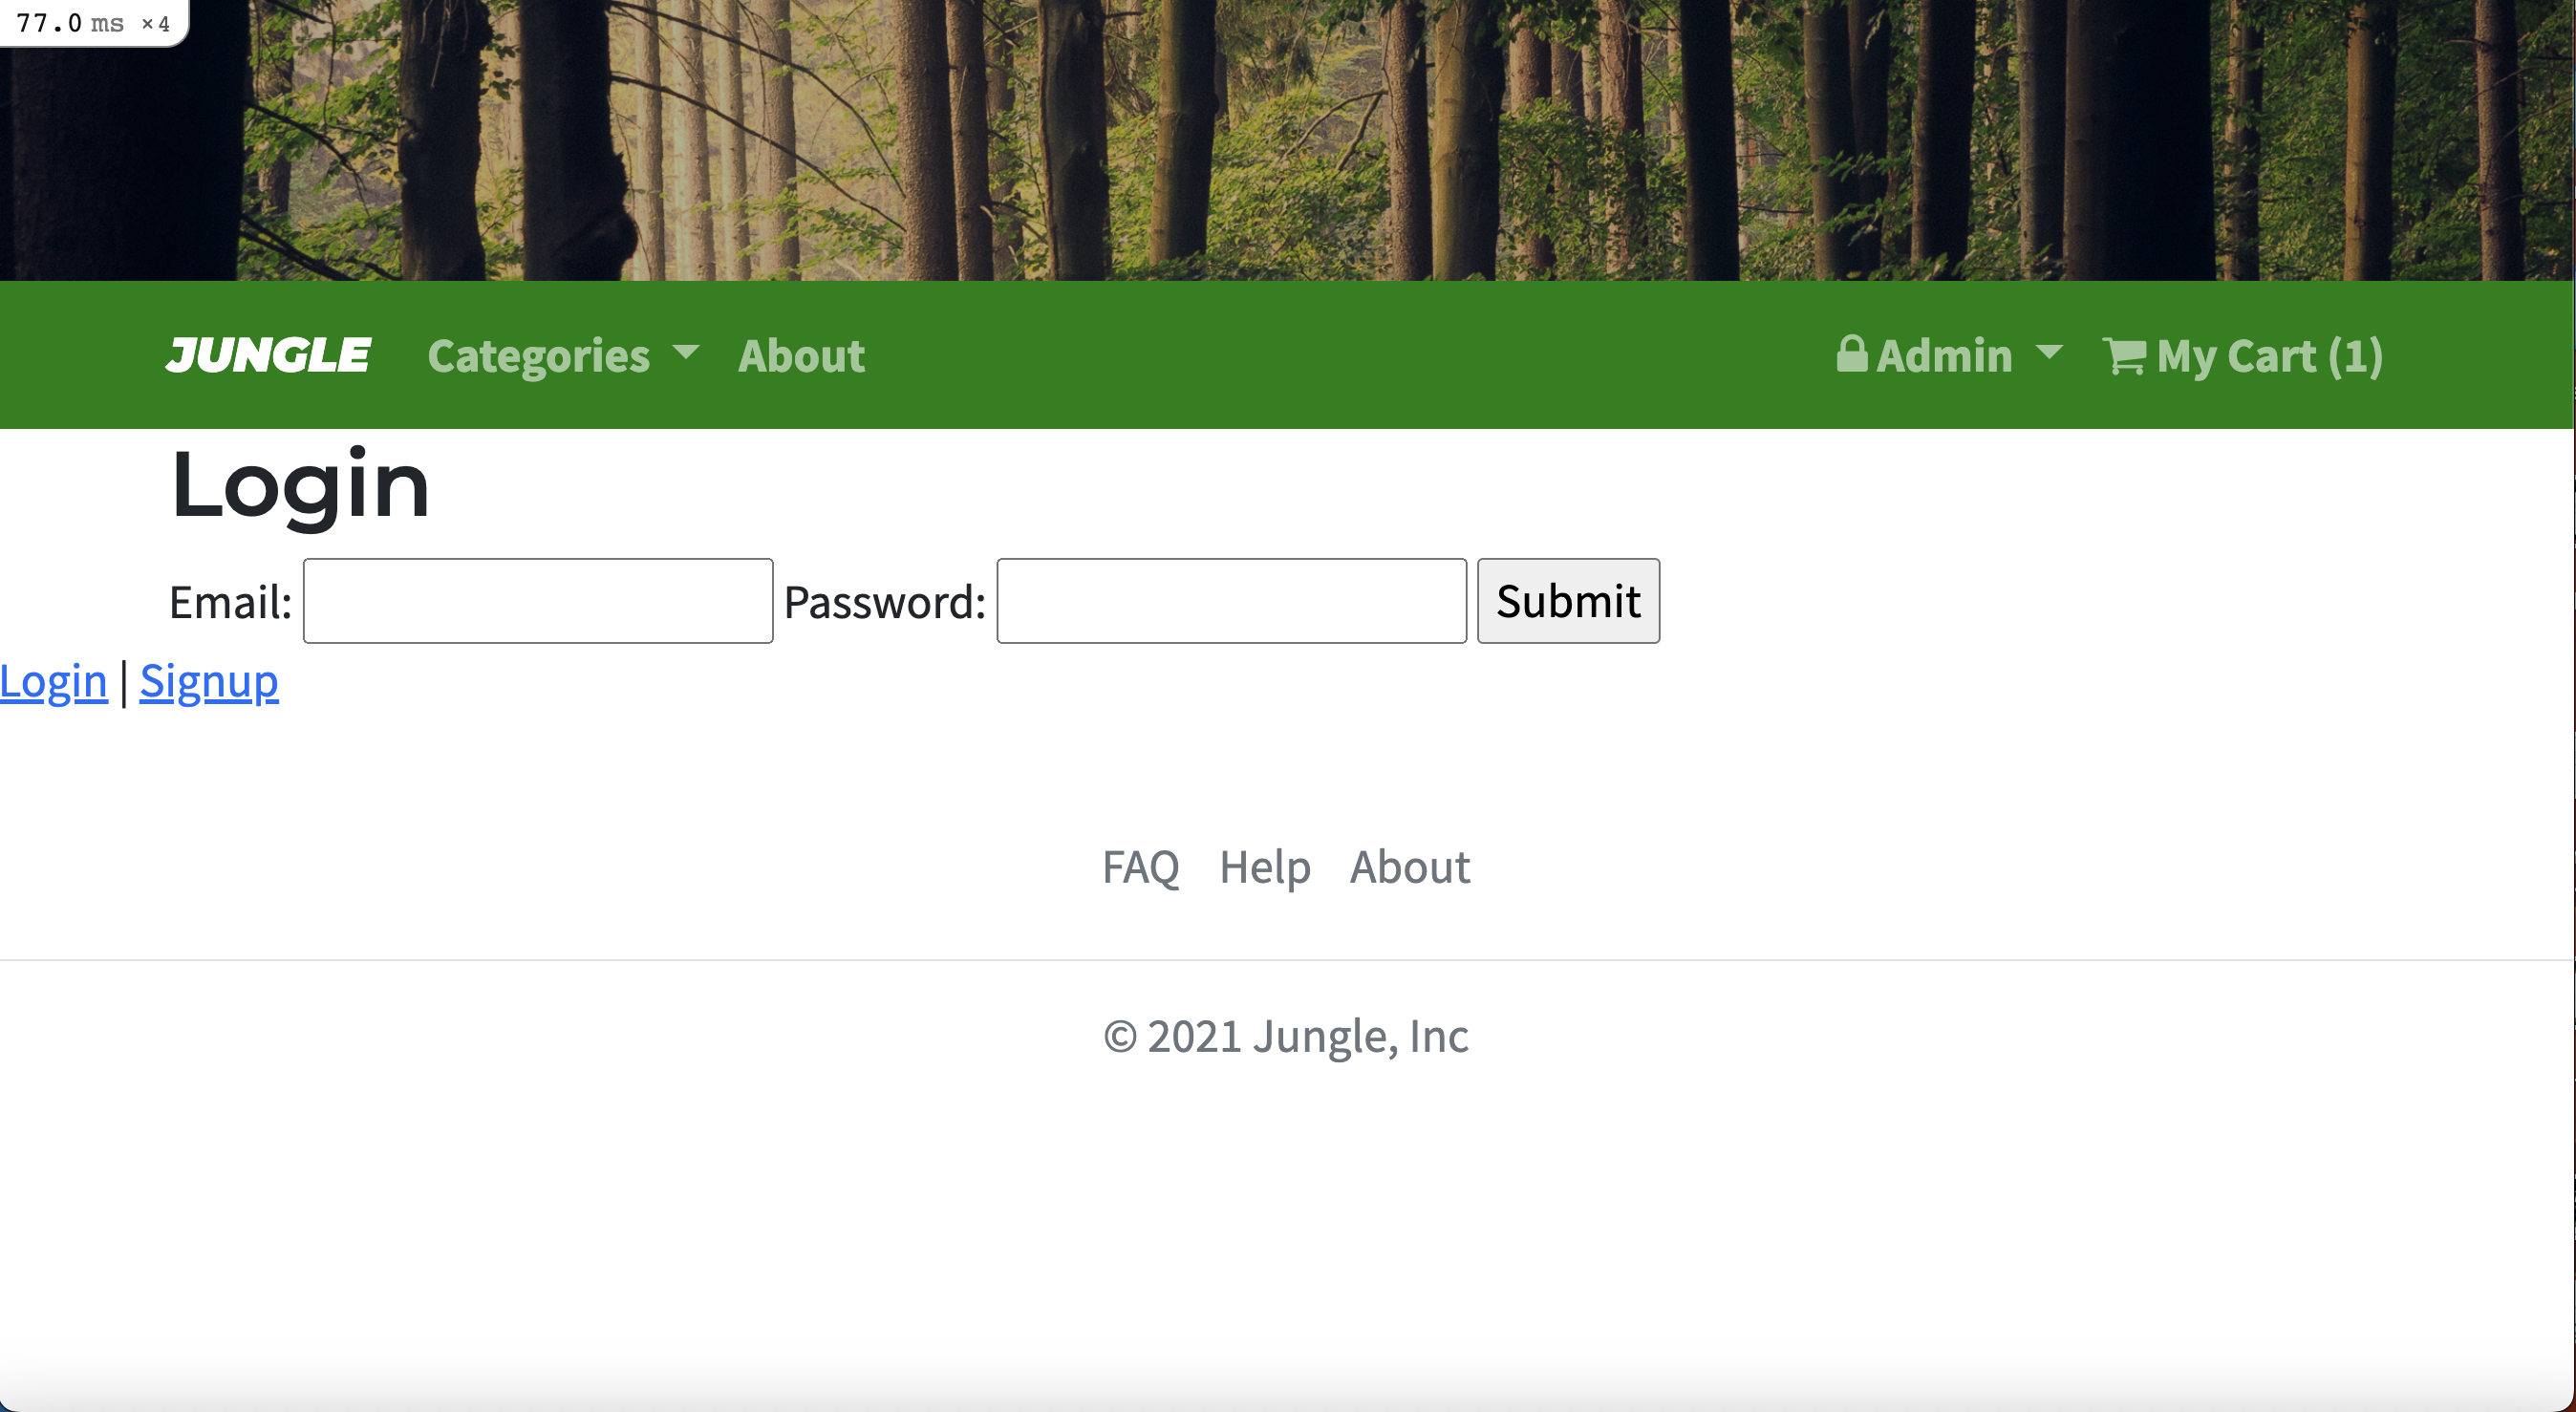 77.0 ms ×4
JUNGLE Categories About Admin My Cart (1)
Login
Email: Password: Submit
Login | Signup
FAQ Help About
© 2021 Jungle, Inc